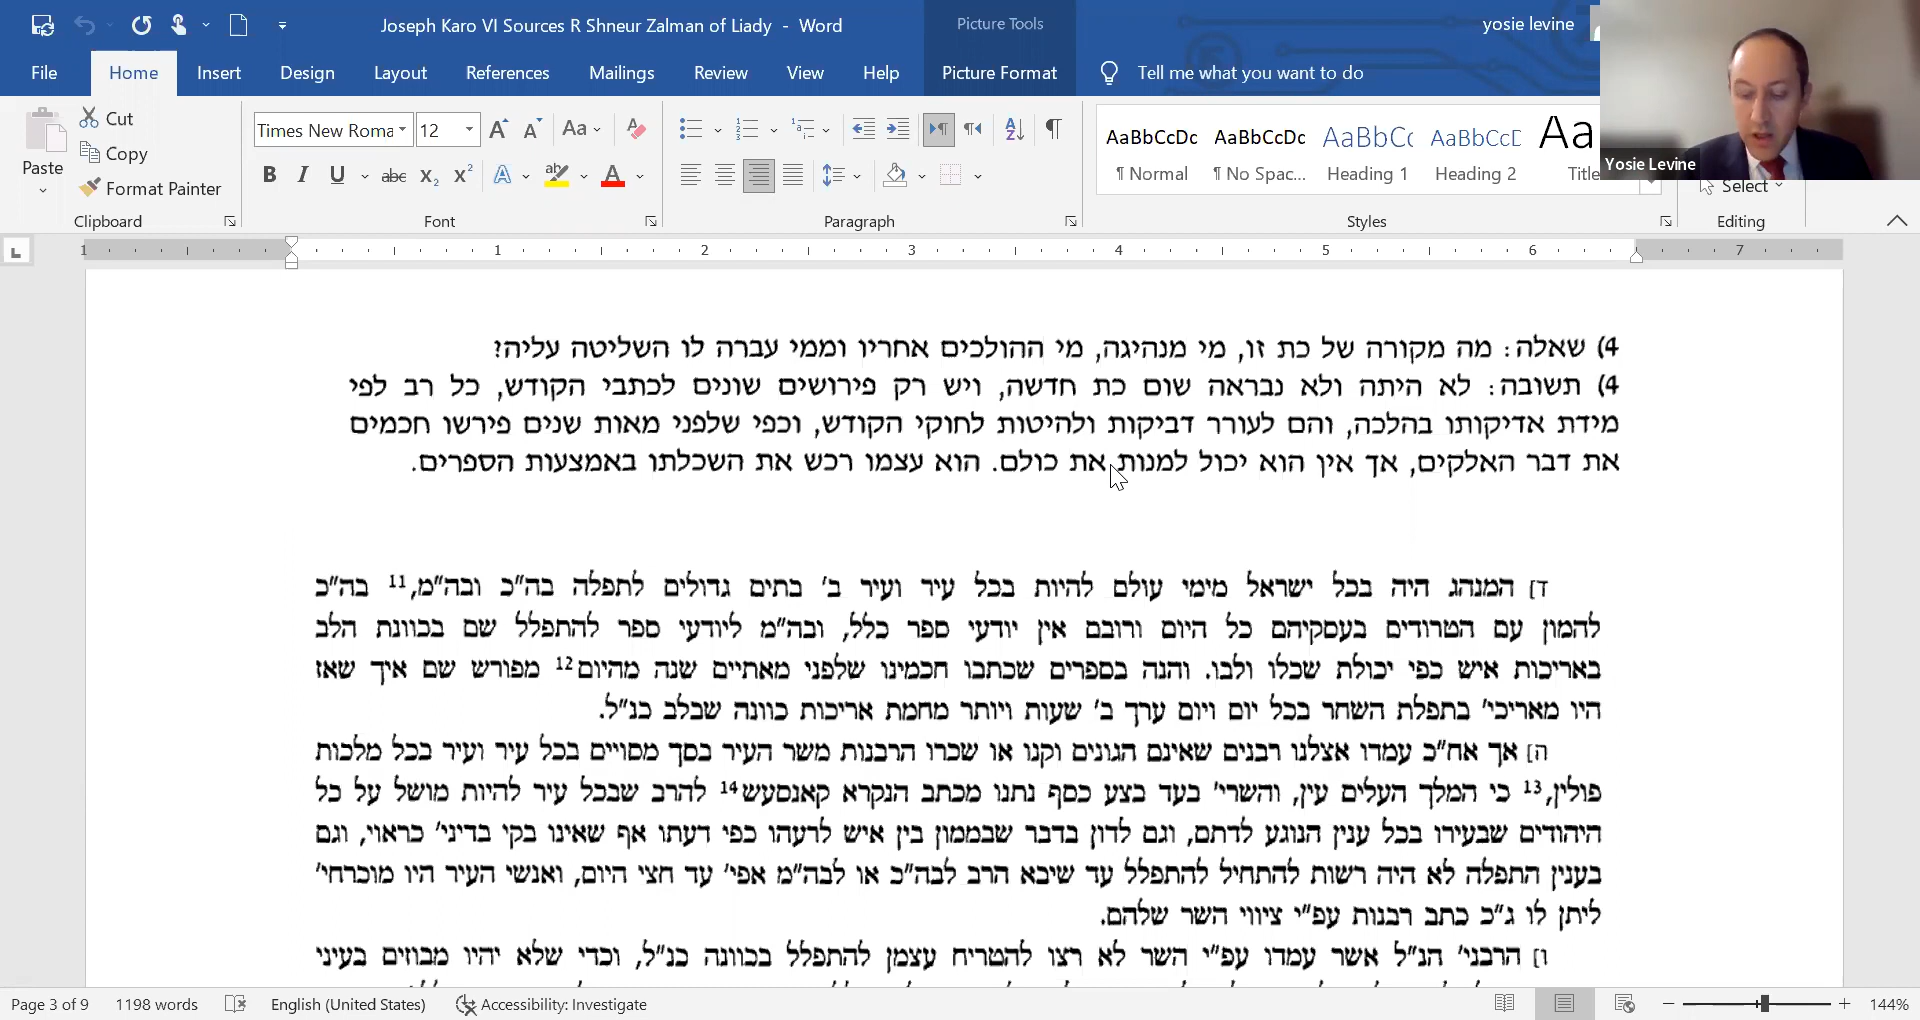 Joseph Karo VI Sources R Shneur Zalman of Liady - Word
Picture Tools
yosie levine
File Home Insert Design Layout References Mailings Review View Help Picture Format Tell me what you want to do
Paste
Cut
Copy
Format Painter
Clipboard
Times New Roma 12
Font
Paragraph
AaBbCcDc AaBbCcDc AaBbCc AaBbCcD Aa
¶ Normal ¶ No Spac... Heading 1 Heading 2 Title
Styles
Yosie Levine
Select
Editing
1 1 2 3 4 5 6 7
4) שאלה: מה מקורה של כת זו, מי מנהיגה, מי ההולכים אחריו וממי עברה לו השליטה עליה?
4) תשובה: לא היתה ולא נבראה שום כת חדשה, ויש רק פירושים שונים לכתבי הקודש, כל רב לפי
מידת אדיקותו בהלכה, והם לעורר דביקות ולהיטות לחוקי הקודש, וכפי שלפני מאות שנים פירשו חכמים
את דבר האלקים, אך אין הוא יכול למנות את כולם. הוא עצמו רכש את השכלתו באמצעות הספרים.
ד] המנהג היה בכל ישראל מימי עולם להיות בכל עיר ועיר ב' בתים גדולים לתפלה בה"כ ובה"מ,11 בה"כ
להמון עם הטרודים בעסקיהם כל היום ורובם אין יודעי ספר כלל, ובה"מ ליודעי ספר להתפלל שם בכוונת הלב
באריכות איש כפי יכולת שכלו ולבו. והנה בספרים שכתבו חכמינו שלפני מאתיים שנה מהיום12 מפורש שם איך שאז
היו מאריכי' בתפלת השחר בכל יום ויום ערך ב' שעות ויותר מחמת אריכות כוונה שבלב כנ"ל.
ה] אך אח"כ עמדו אצלנו רבנים שאינם הגונים וקנו או שכרו הרבנות משר העיר בסך מסויים בכל עיר ועיר בכל מלכות
פולין,13 כי המלך העלים עין, והשרי' בעד בצע כסף נתנו מכתב הנקרא קאנסעש14 להרב שבכל עיר להיות מושל על כל
היהודים שבעירו בכל ענין הנוגע לדתם, וגם לדון בדבר שבממון בין איש לרעהו כפי דעתו אף שאינו בקי בדיני' כראוי, וגם
בענין התפלה לא היה רשות להתחיל להתפלל עד שיבא הרב לבה"כ או לבה"מ אפי' עד חצי היום, ואנשי העיר היו מוכרחי'
ליתן לו ג"כ כתב רבנות עפ"י ציווי השר שלהם.
ו] הרבני' הנ"ל אשר עמדו עפ"י השר לא רצו להטריח עצמן להתפלל בכוונה כנ"ל, וכדי שלא יהיו מבוזים בעיני
Page 3 of 9 1198 words English (United States) Accessibility: Investigate 144%